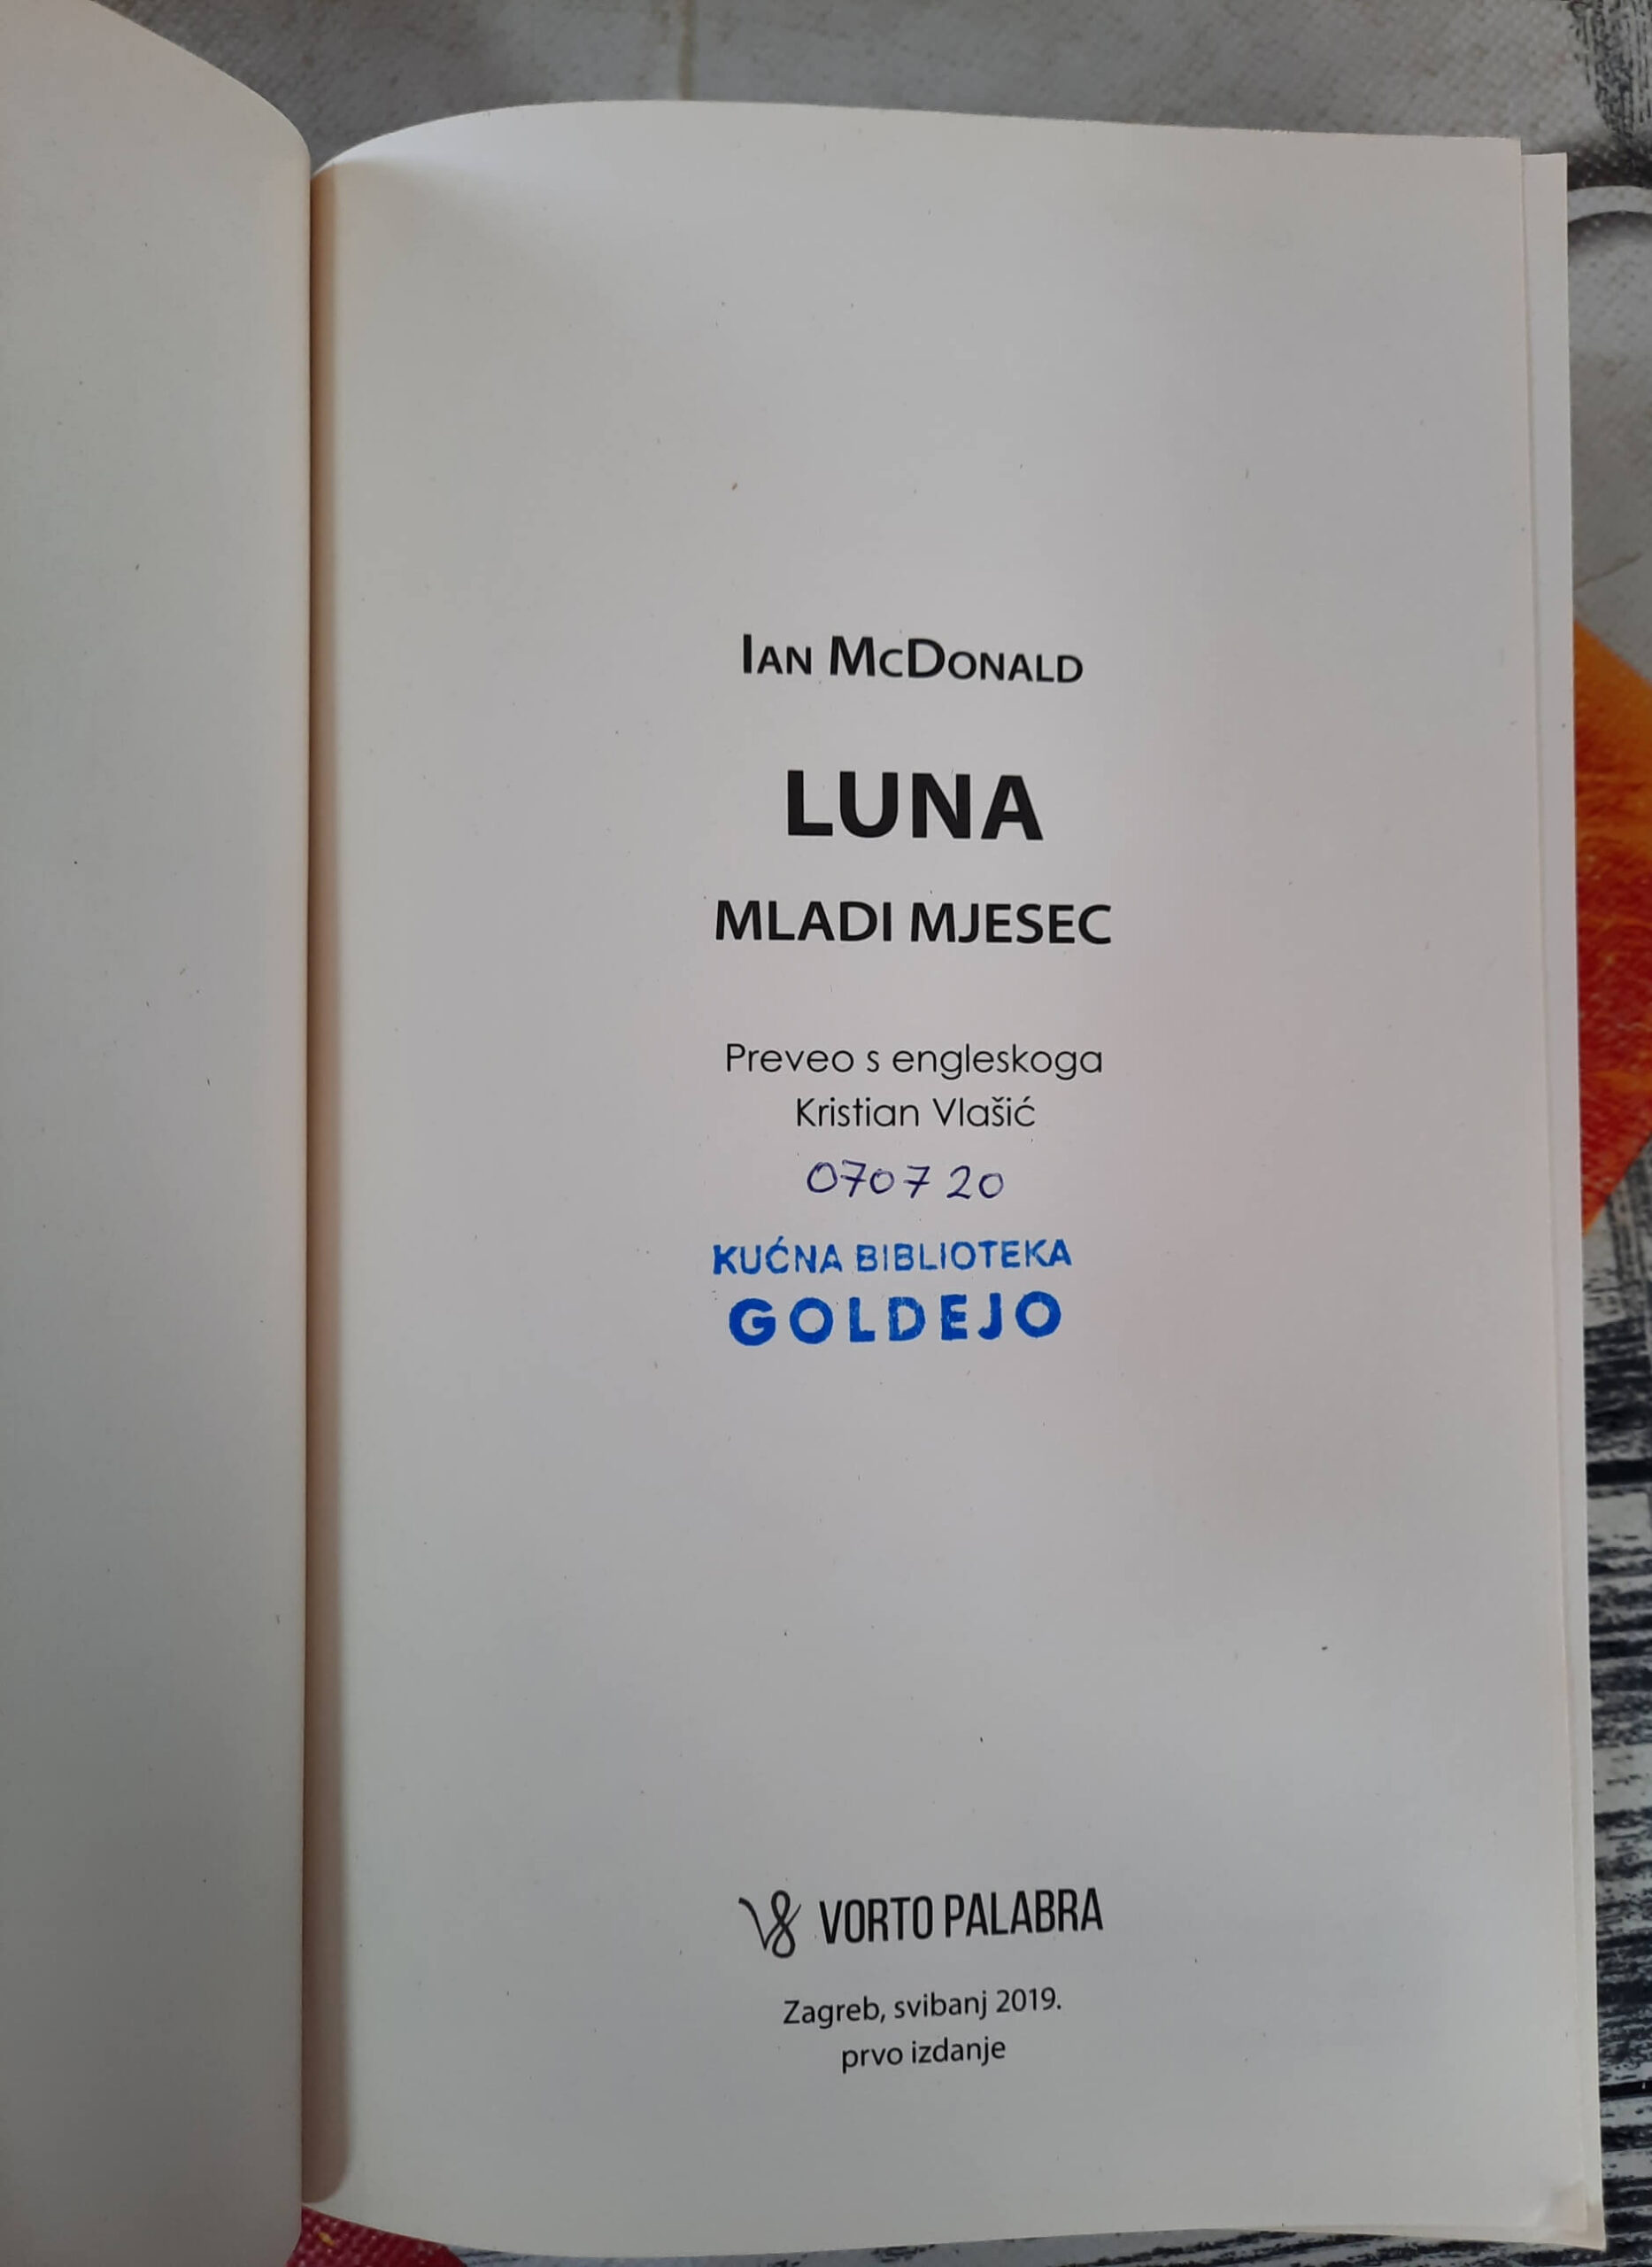 IAN MCDONALD
LUNA
MLADI MJESEC
Preveo s engleskoga
Kristian Vlašić
070720
KUĆNA BIBLIOTEKA
GOLDEJO
VORTO PALABRA
Zagreb, svibanj 2019.
prvo izdanje